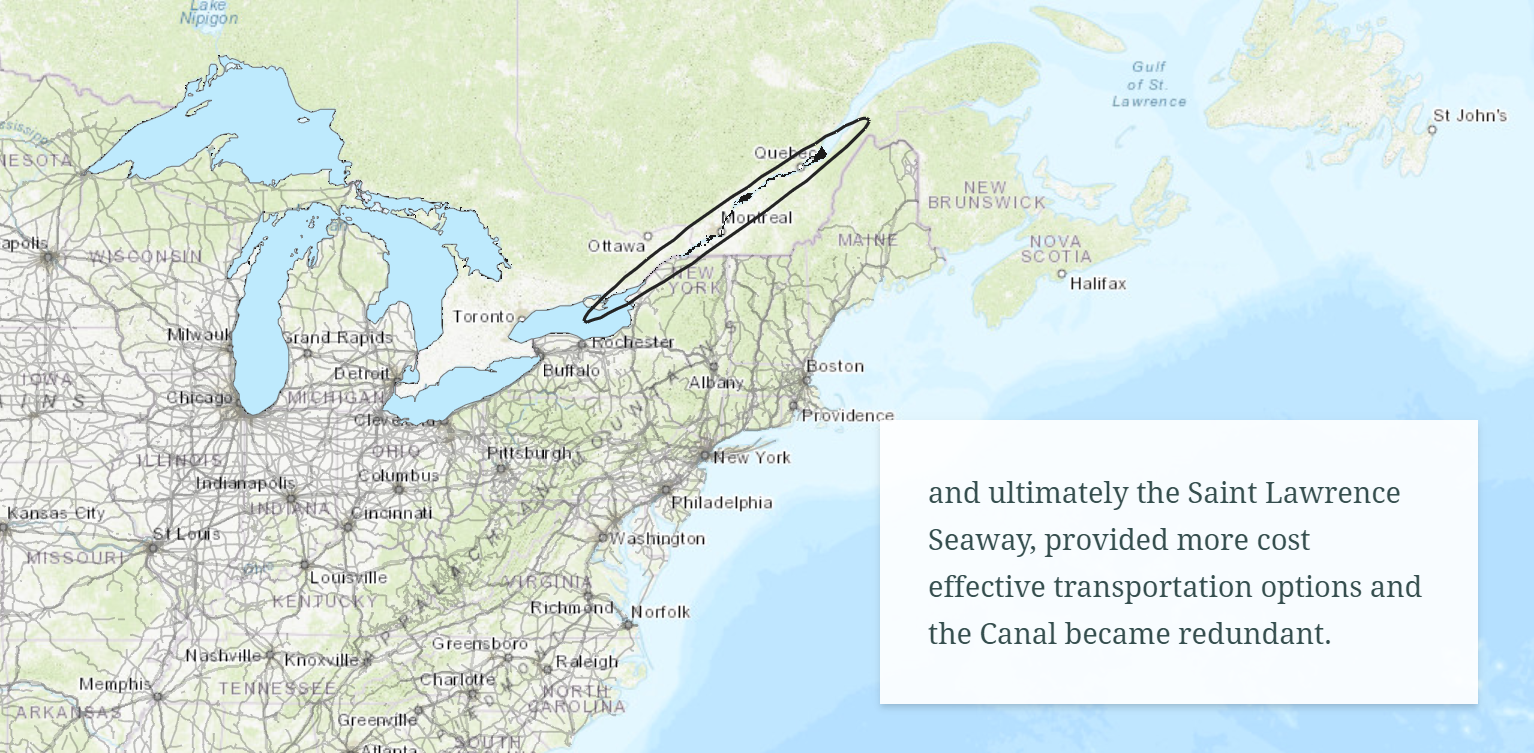 Lake
Nipigon
Gulf
of St.
Lawrence
St John's
Quebec
NEW
BRUNSWICK
Montreal
Ottawa
MAINE
NOVA
SCOTIA
WISCONSIN
NEW
YORK
Halifax
Toronto
Grand Rapids
Rochester
Buffalo
Boston
Detroit
Albany
IOWA
MICHIGAN
Chicago
Providence
Cleveland
OHIO
Pittsburgh
New York
ILLINOIS
Columbus
Indianapolis
INDIANA
Philadelphia
Kansas City
Cincinnati
St Louis
Washington
MISSOURI
Louisville
VIRGINIA
KENTUCKY
Richmond
Norfolk
APPALACHIAN MOUNTAIN
Greensboro
Nashville
Knoxville
Raleigh
Memphis
TENNESSEE
Charlotte
NORTH
CAROLINA
ARKANSAS
Greenville
SOUTH
Atlanta
and ultimately the Saint Lawrence
Seaway, provided more cost
effective transportation options and
the Canal became redundant.